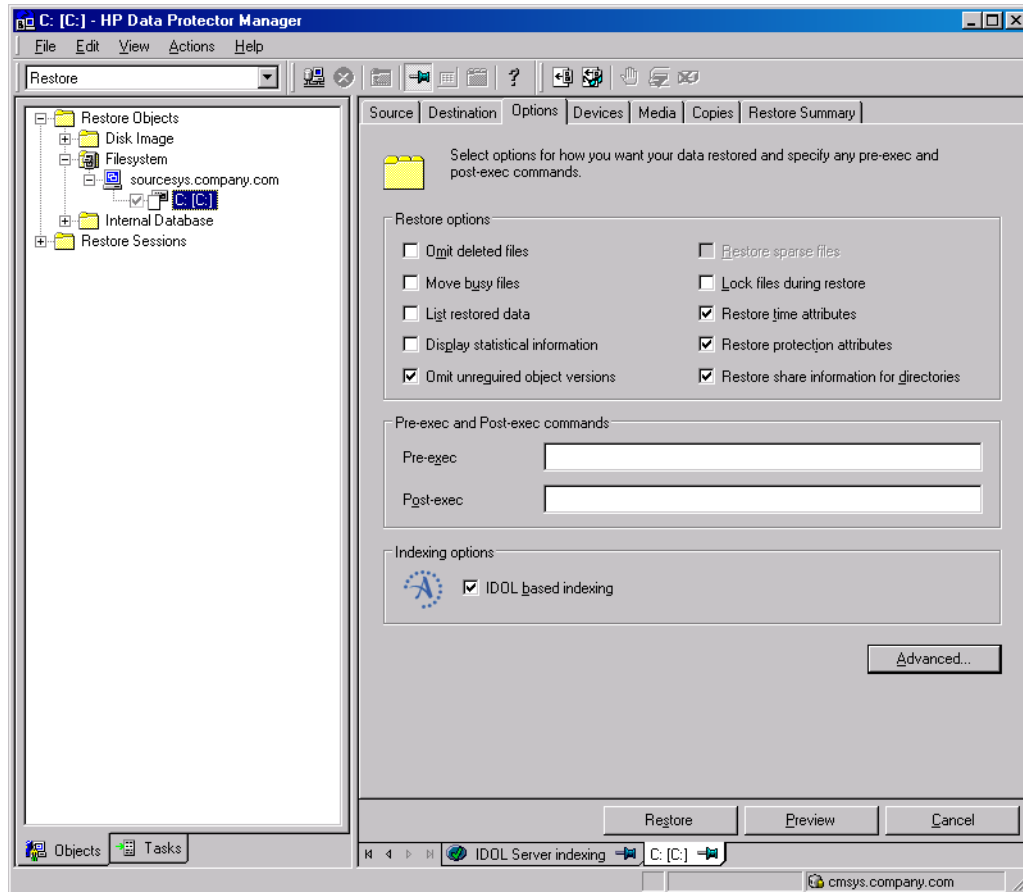 C: [C:] - HP Data Protector Manager
File Edit View Actions Help
Restore
Restore Objects
Disk Image
Filesystem
sourcesys.company.com
C: [C:]
Internal Database
Restore Sessions
Objects Tasks
Source Destination Options Devices Media Copies Restore Summary
Select options for how you want your data restored and specify any pre-exec and
post-exec commands.
Restore options
Omit deleted files
Restore sparse files
Move busy files
Lock files during restore
List restored data
Restore time attributes
Display statistical information
Restore protection attributes
Omit unrequired object versions
Restore share information for directories
Pre-exec and Post-exec commands
Pre-exec
Post-exec
Indexing options
IDOL based indexing
Advanced...
Restore Preview Cancel
IDOL Server indexing C: [C:]
cmsys.company.com